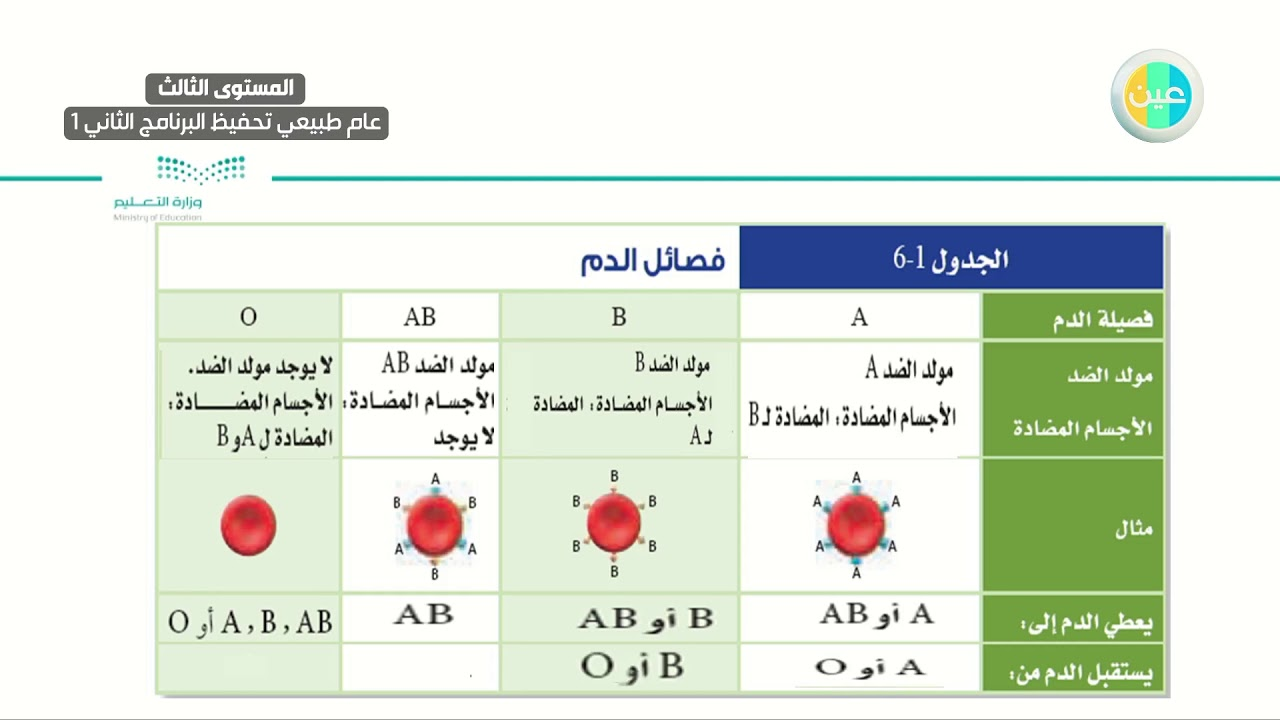 المستوى الثالث
عام طبيعي تحفيظ البرنامج الثاني 1
عين
وزارة التعـــليم
Ministry of Education
الجدول 1-6
فصائل الدم
فصيلة الدم
A
B
AB
O
مولد الضد
الأجسام المضادة
مولد الضد A
الأجسام المضادة: المضادة لـ B
مولد الضد B
الأجسام المضادة: المضادة
لـ A
مولد الضد AB
الأجسام المضادة:
لا يوجد
لا يوجد مولد الضد.
الأجسام المضـــــادة:
المضادة ل A و B
مثال
A
A A
A A
A
B
B B
B B
B
A
B B
A A
B
يعطي الدم إلى:
A أو AB
B أو AB
AB
A , B , AB أو O
يستقبل الدم من:
A أو O
B أو O